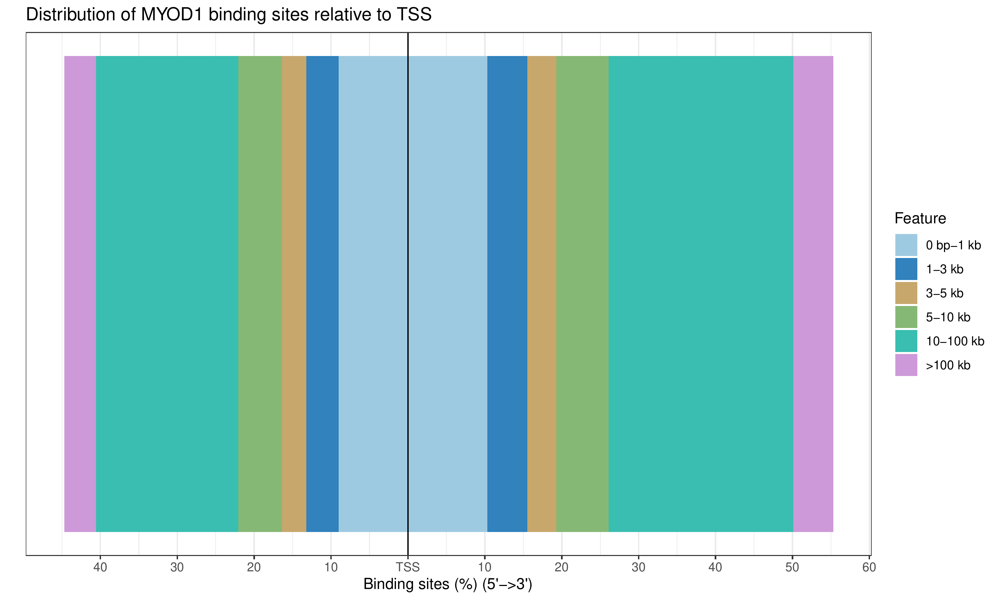 Distribution of MYOD1 binding sites relative to TSS
Feature
0 bp−1 kb
1−3 kb
3−5 kb
5−10 kb
10−100 kb
>100 kb
40 30 20 10 TSS 10 20 30 40 50 60
Binding sites (%) (5'−>3')